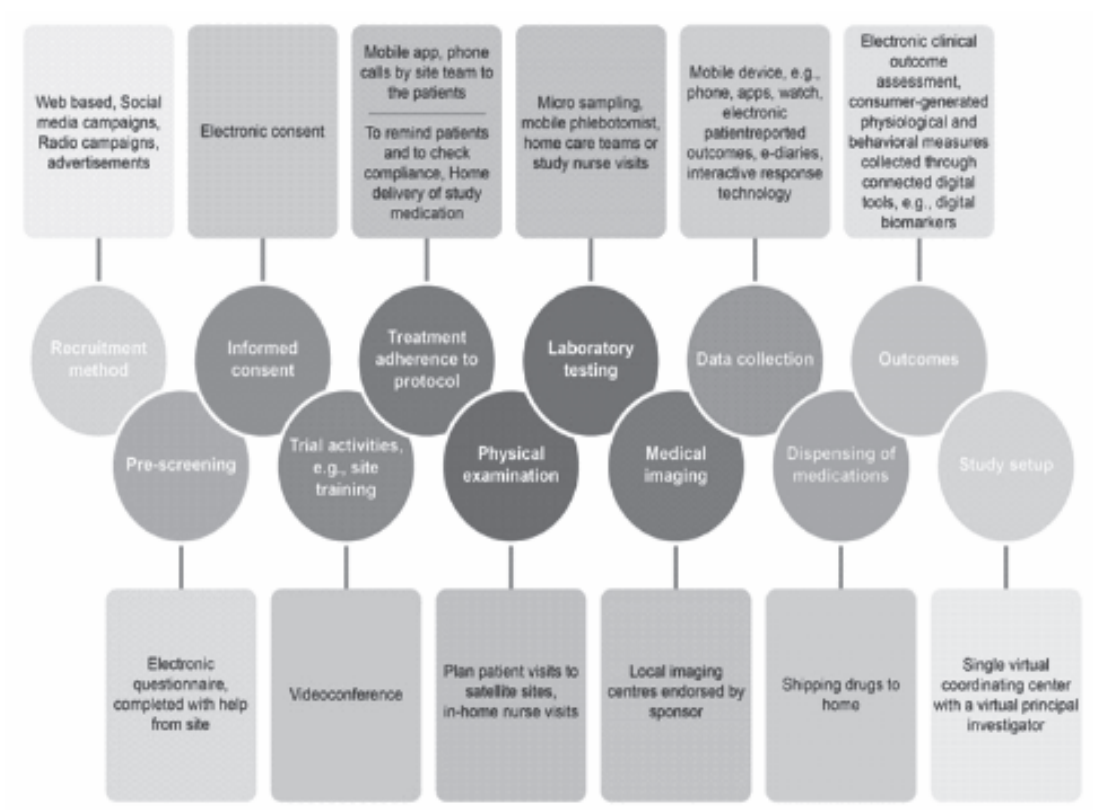 Web based, Social
media campaigns,
Radio campaigns,
advertisements
Electronic consent
Mobile app, phone
calls by site team to
the patients
To remind patients
and to check
compliance, Home
delivery of study
medication
Micro sampling,
mobile phlebotomist,
home care teams or
study nurse visits
Mobile device, e.g.,
phone, apps, watch,
electronic
patientreported
outcomes, e-diaries,
interactive response
technology
Electronic clinical
outcome
assessment,
consumer-generated
physiological and
behavioral measures
collected through
connected digital
tools, e.g., digital
biomarkers
Recruitment
method
Informed
consent
Treatment
adherence to
protocol
Laboratory
testing
Data collection
Outcomes
Pre-screening
Trial activities,
e.g., site
training
Physical
examination
Medical
imaging
Dispensing of
medications
Study setup
Electronic
questionnaire,
completed with help
from site
Videoconference
Plan patient visits to
satellite sites,
in-home nurse visits
Local imaging
centres endorsed by
sponsor
Shipping drugs to
home
Single virtual
coordinating center
with a virtual principal
investigator